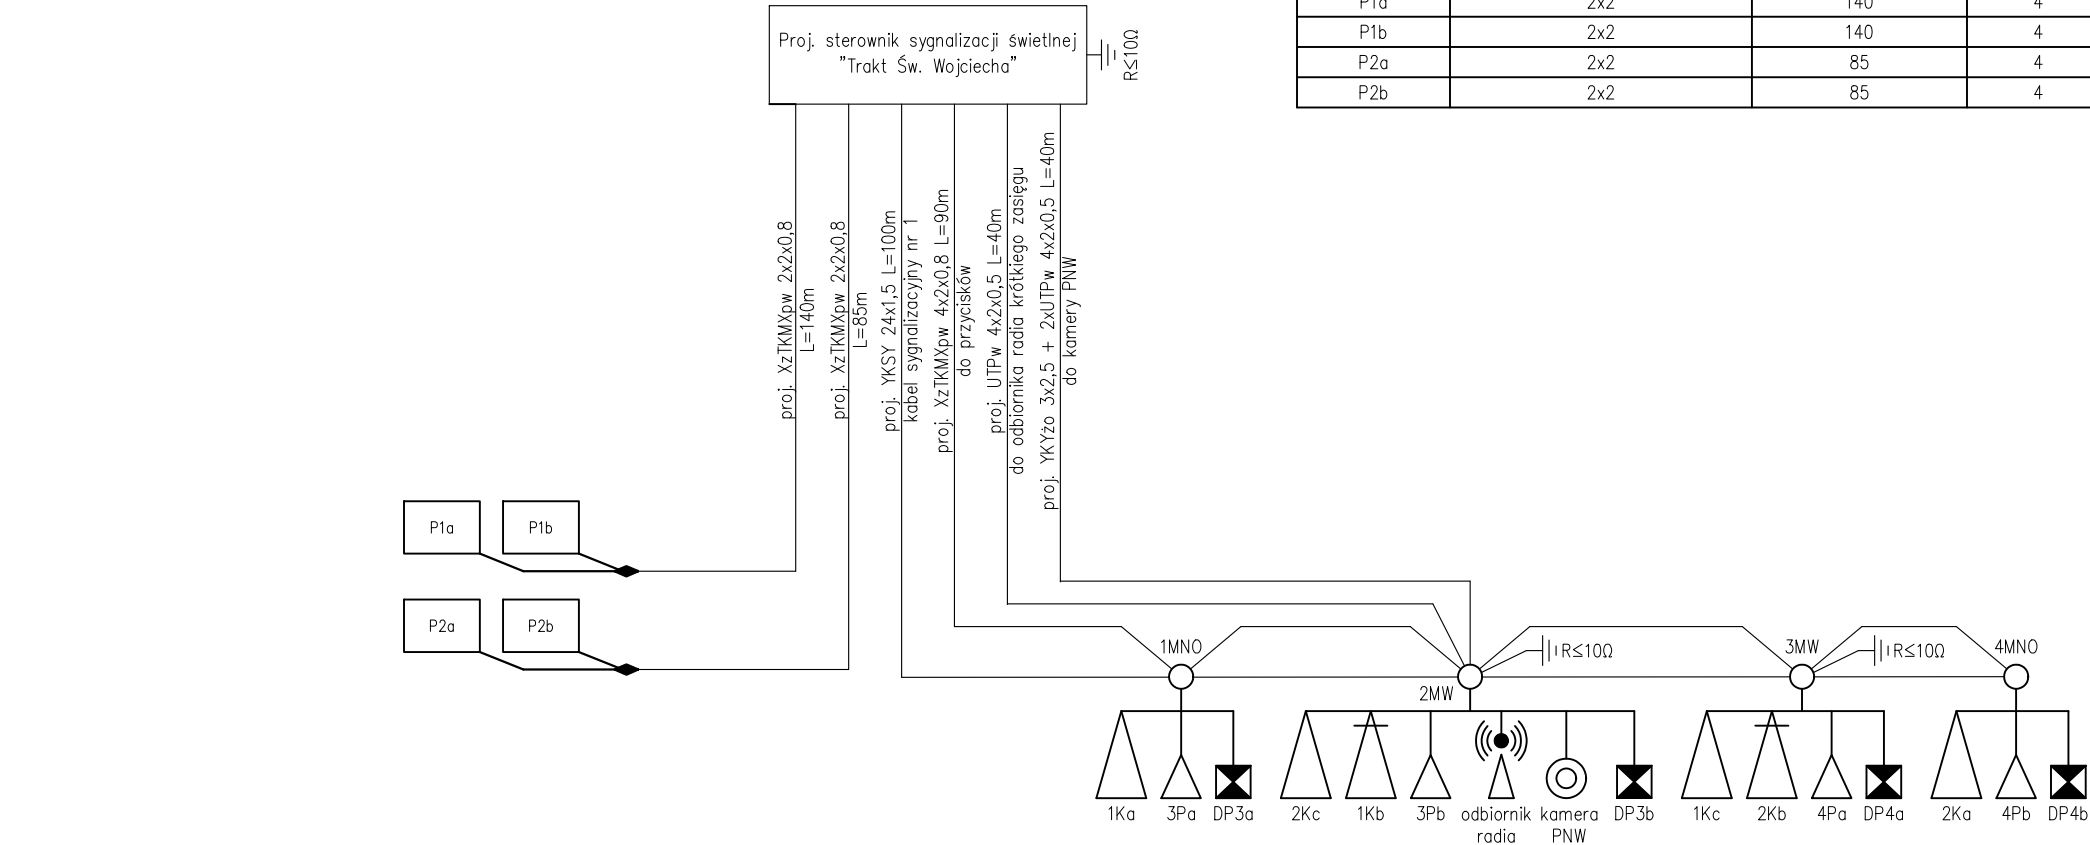 Proj. sterownik sygnalizacji świetlnej
"Trakt Św. Wojciecha"
R≤10Ω
P1a 2x2 140 4
P1b 2x2 140 4
P2a 2x2 85 4
P2b 2x2 85 4
proj. XzTKMXpw 2x2x0,8
L=140m
proj. XzTKMXpw 2x2x0,8
L=85m
proj. YKSY 24x1,5 L=100m
kabel sygnalizacyjny nr 1
proj. XzTKMXpw 4x2x0,8 L=90m
do przycisków
proj. UTPw 4x2x0,5 L=40m
do odbiornika radia krótkiego zasięgu
proj. YKYżo 3x2,5 + 2xUTPw 4x2x0,5 L=40m
do kamery PNW
P1a P1b
P2a P2b
1MNO 2MW R≤10Ω 3MW R≤10Ω 4MNO
1Ka 3Pa DP3a 2Kc 1Kb 3Pb odbiornik kamera DP3b 1Kc 2Kb 4Pa DP4a 2Ka 4Pb DP4b
radia PNW